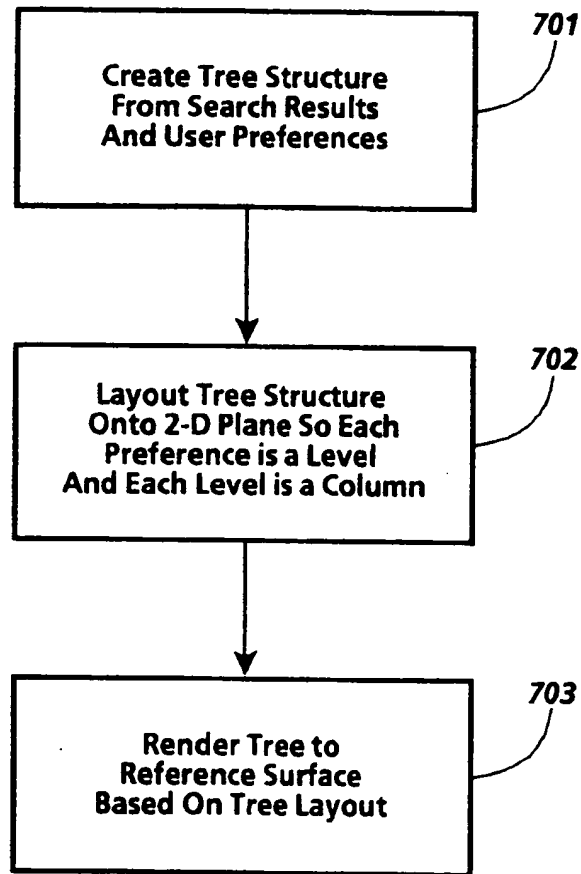 701
Create Tree Structure
From Search Results
And User Preferences
702
Layout Tree Structure
Onto 2-D Plane So Each
Preference is a Level
And Each Level is a Column
703
Render Tree to
Reference Surface
Based On Tree Layout